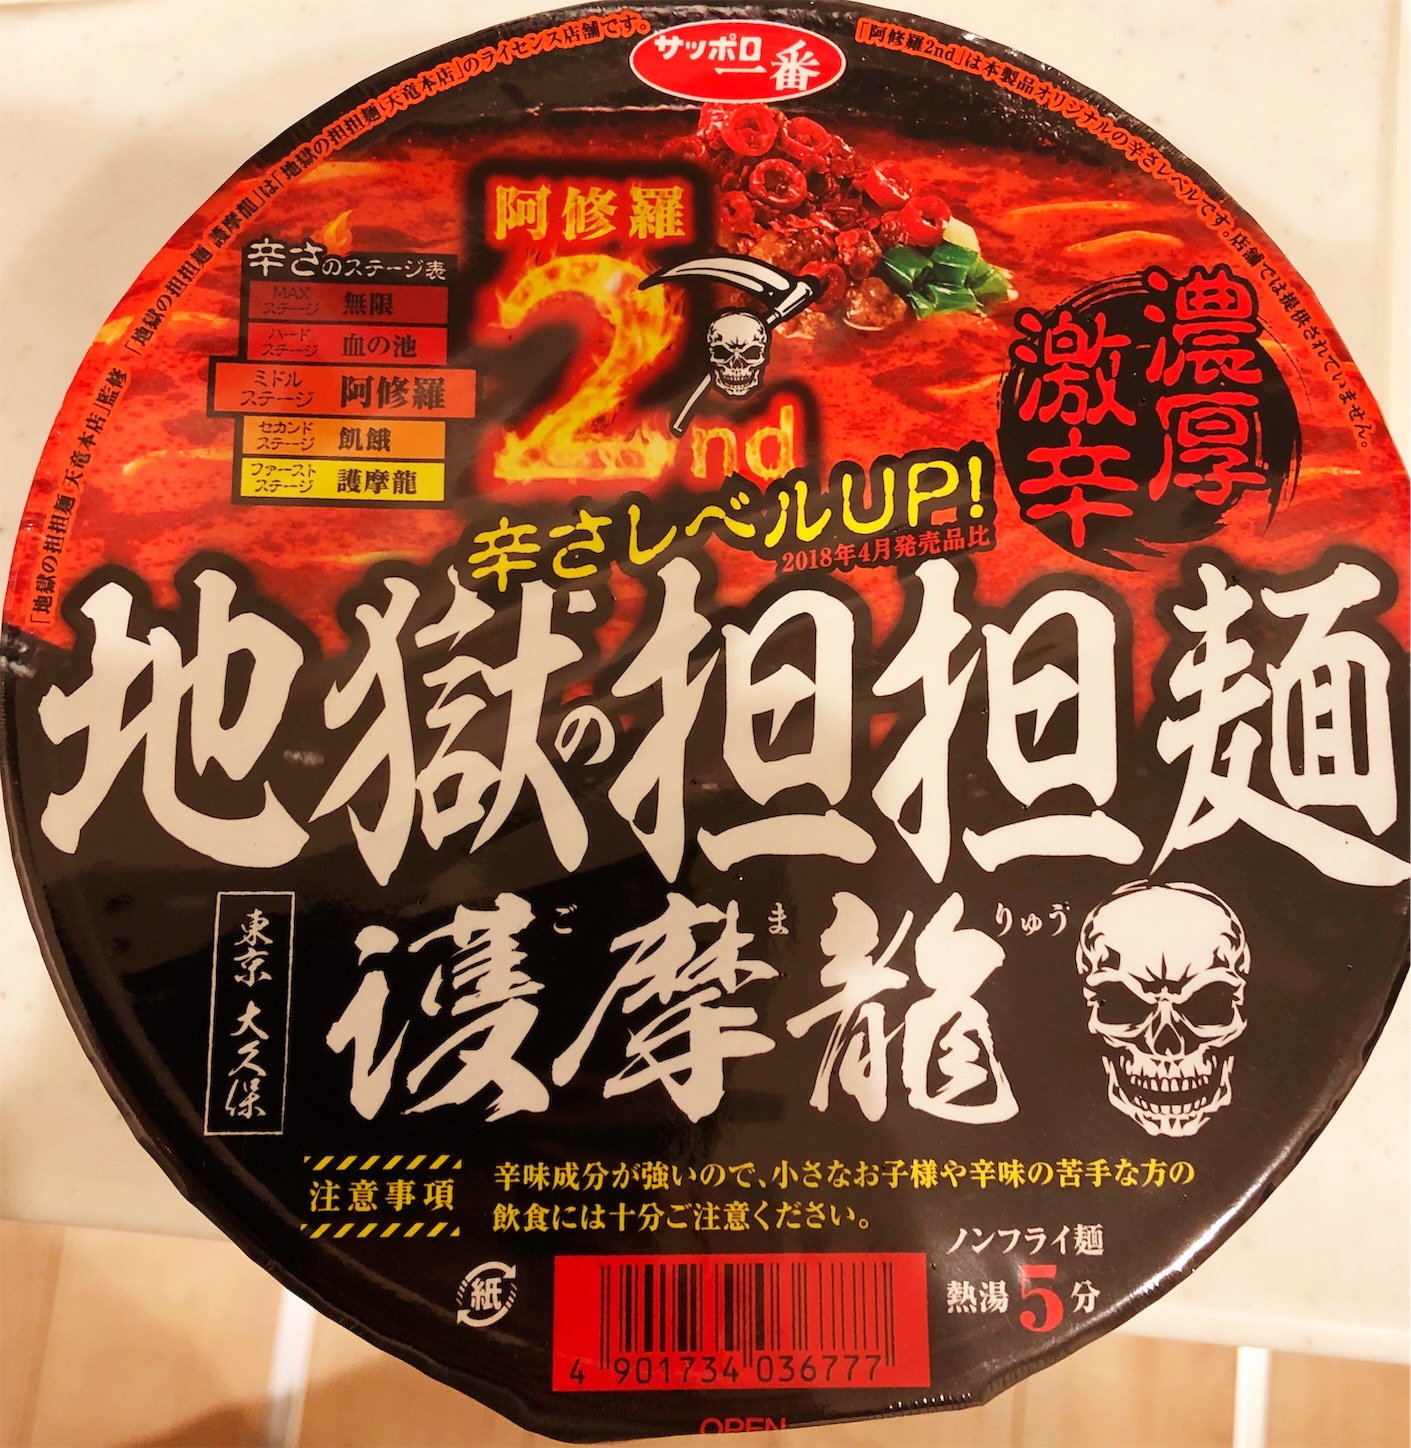 サッポロ一番
「地獄の担担麺 天竜本店」監修 「地獄の担担麺 護摩龍」は「地獄の担担麺 天竜本店」のライセンス店舗です。
「阿修羅2nd」は本製品オリジナルの辛さレベルです。店舗では提供されていません。
阿修羅
2nd
辛さのステージ表
MAXステージ 無限
ハードステージ 血の池
ミドルステージ 阿修羅
セカンドステージ 飢餓
ファーストステージ 護摩龍
濃厚
激辛
辛さレベルUP!
2018年4月発売品比
地獄の担担麺
護摩龍
ごまりゅう
東京 大久保
注意事項
辛味成分が強いので、小さなお子様や辛味の苦手な方の
飲食には十分ご注意ください。
ノンフライ麺
熱湯5分
紙
4 901734 036777
OPEN